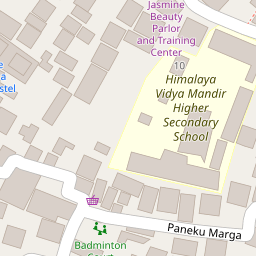 Jasmine
Beauty
Parlor
and Training
Center
10
Himalaya
Vidya Mandir
Higher
Secondary
School
Paneku Marga
Badminton